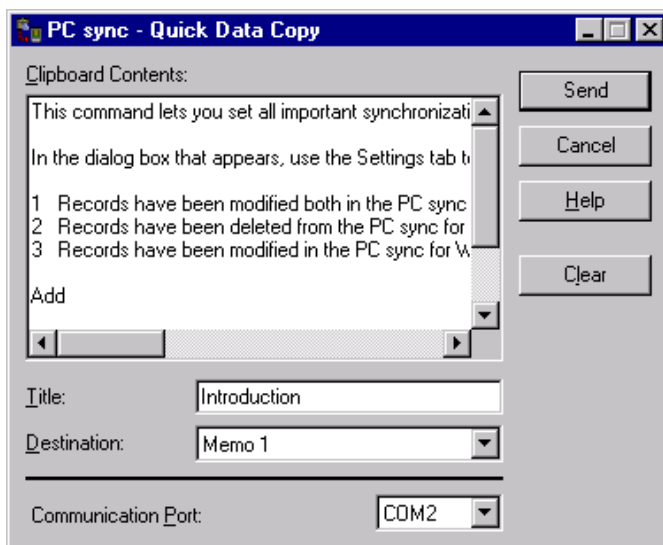 PC sync - Quick Data Copy
Clipboard Contents:
This command lets you set all important synchronizati
In the dialog box that appears, use the Settings tab t
1 Records have been modified both in the PC sync
2 Records have been deleted from the PC sync for
3 Records have been modified in the PC sync for W
Add
Send
Cancel
Help
Clear
Title: Introduction
Destination: Memo 1
Communication Port: COM2